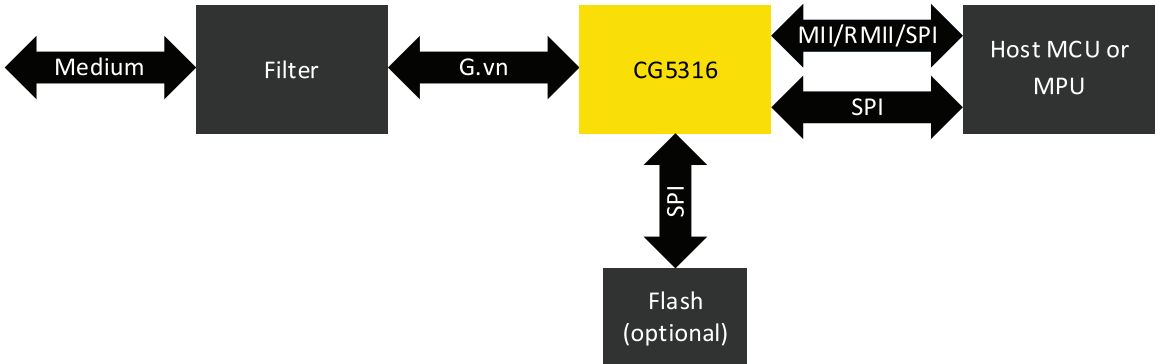 Medium
Filter
G.vn
CG5316
MII/RMII/SPI
SPI
Host MCU or
MPU
SPI
Flash
(optional)